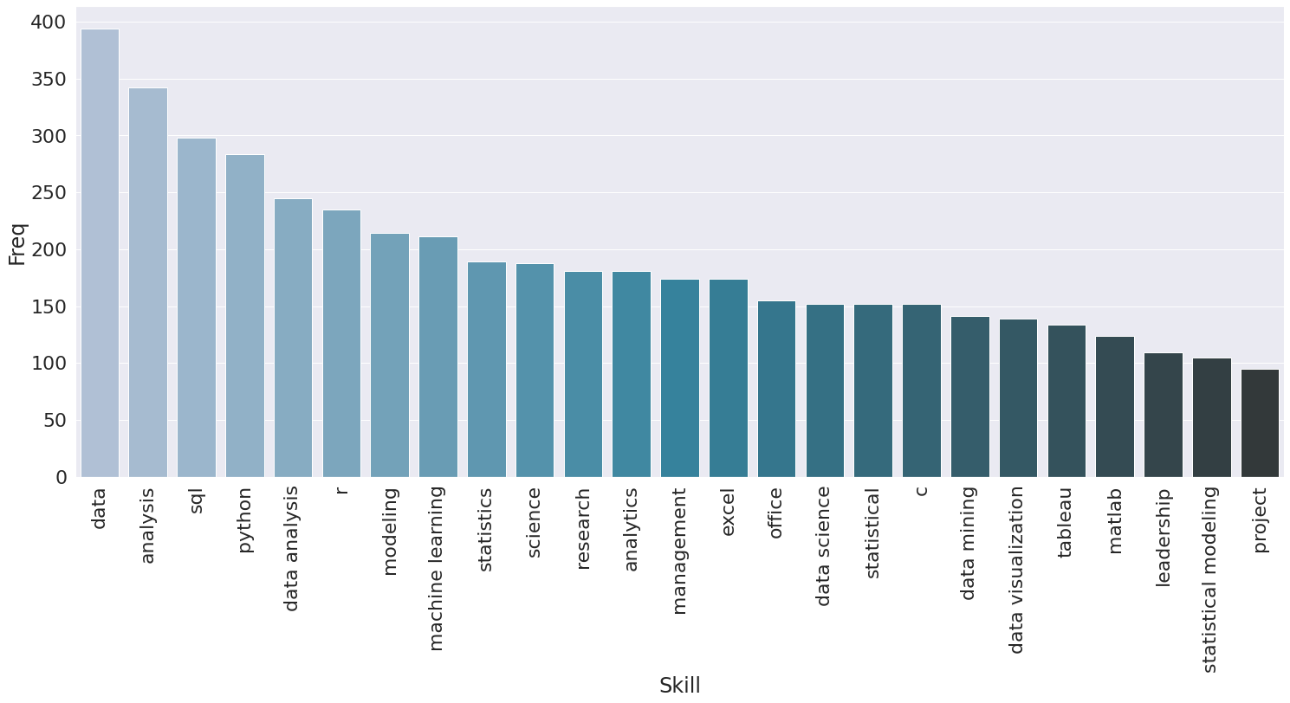 400
350
300
250
200
150
100
50
0
Freq
data
analysis
sql
python
data analysis
r
modeling
machine learning
statistics
science
research
analytics
management
excel
office
data science
statistical
c
data mining
data visualization
tableau
matlab
leadership
statistical modeling
project
Skill